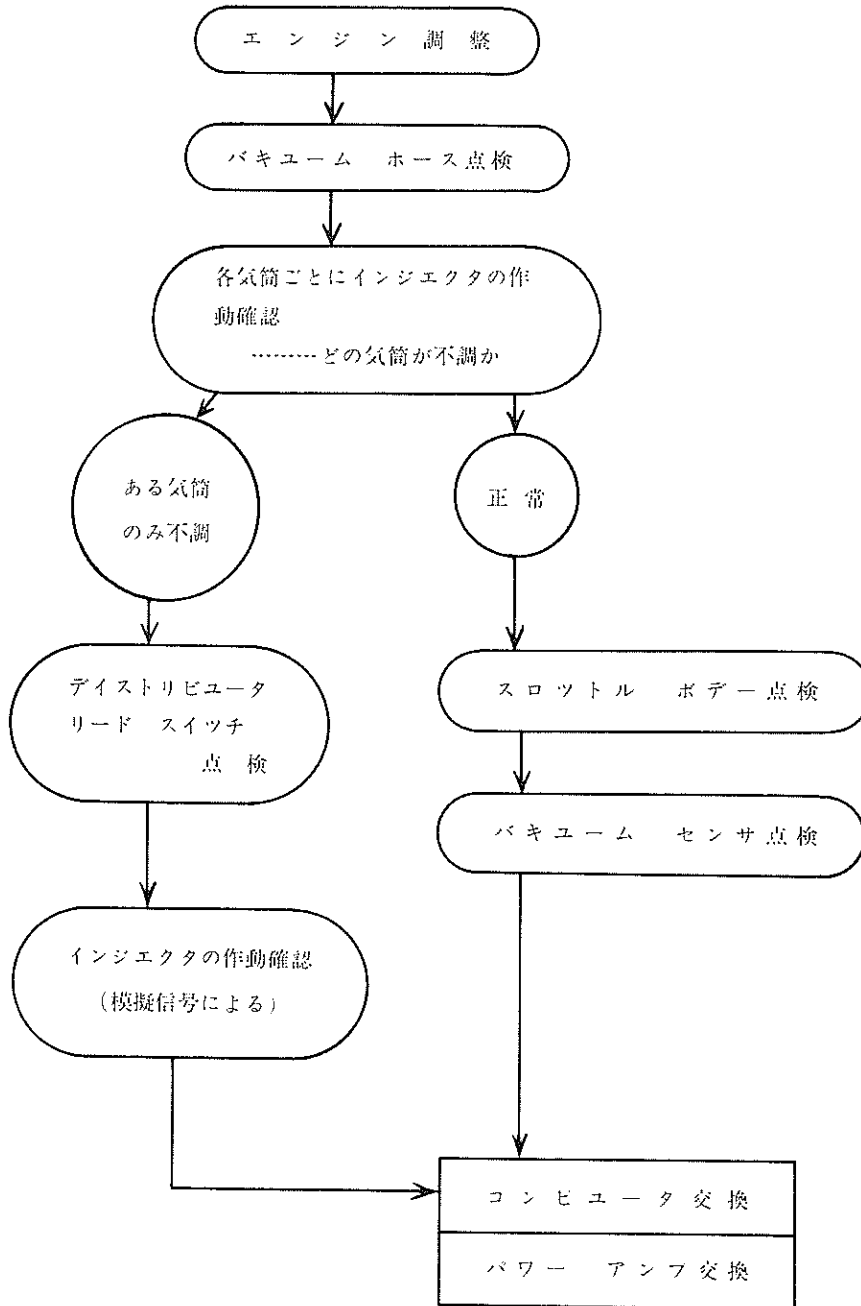 エンジン調整
バキユーム ホース点検
各気筒ごとにインジエクタの作
動確認
………どの気筒が不調か
ある気筒
のみ不調
正常
デイストリビユータ
リード スイツチ
点検
インジエクタの作動確認
(模擬信号による)
スロツトル ボデー点検
バキユーム センサ点検
コンピユータ交換
パワー アンプ交換